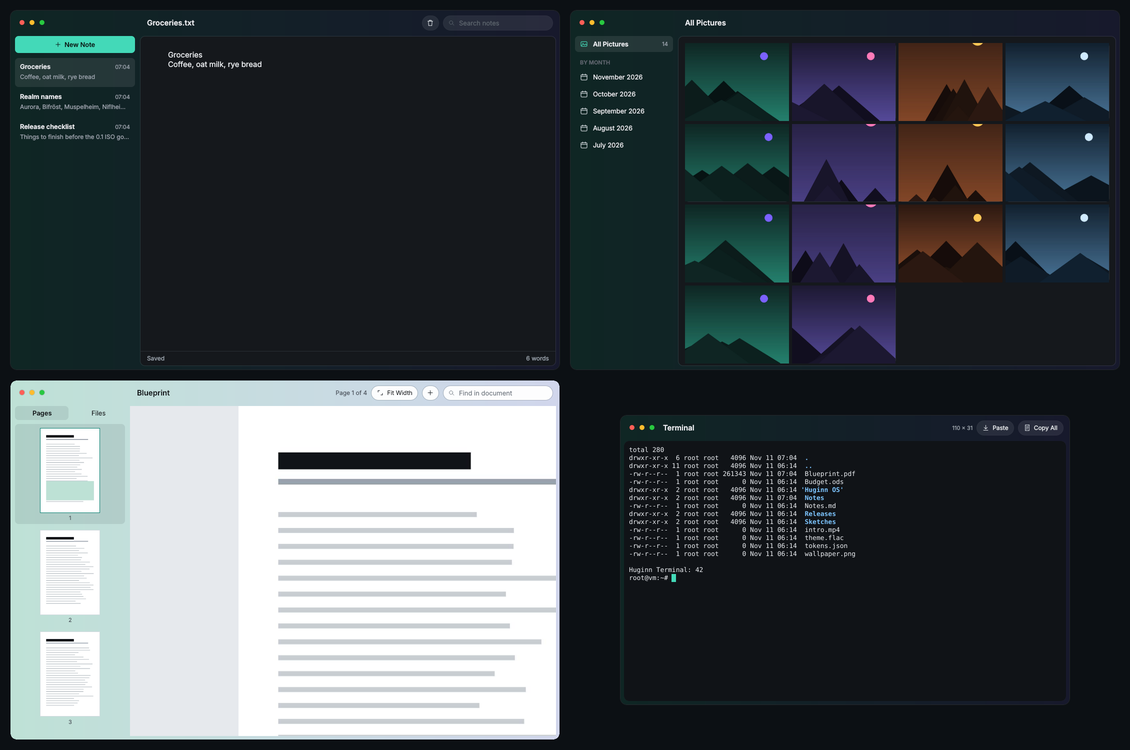 Groceries.txt
Search notes
New Note
Groceries 07:04
Coffee, oat milk, rye bread
Realm names 07:04
Aurora, Bifröst, Muspelheim, Niflhei...
Release checklist 07:04
Things to finish before the 0.1 ISO go...
Groceries
Coffee, oat milk, rye bread
Saved
6 words
All Pictures
All Pictures 14
BY MONTH
November 2026
October 2026
September 2026
August 2026
July 2026
Blueprint
Page 1 of 4
Fit Width
Find in document
Pages
Files
1
2
3
Terminal
110 × 31
Paste
Copy All
total 280
drwxr-xr-x  6 root root   4096 Nov 11 07:04  .
drwxr-xr-x 11 root root   4096 Nov 11 06:14  ..
-rw-r--r--  1 root root 261343 Nov 11 07:04  Blueprint.pdf
-rw-r--r--  1 root root      0 Nov 11 06:14  Budget.ods
drwxr-xr-x  2 root root   4096 Nov 11 06:14 'Huginn OS'
drwxr-xr-x  2 root root   4096 Nov 11 07:04  Notes
-rw-r--r--  1 root root      0 Nov 11 06:14  Notes.md
drwxr-xr-x  2 root root   4096 Nov 11 06:14  Releases
drwxr-xr-x  2 root root   4096 Nov 11 06:14  Sketches
-rw-r--r--  1 root root      0 Nov 11 06:14  intro.mp4
-rw-r--r--  1 root root      0 Nov 11 06:14  theme.flac
-rw-r--r--  1 root root      0 Nov 11 06:14  tokens.json
-rw-r--r--  1 root root      0 Nov 11 06:14  wallpaper.png
Huginn Terminal: 42
root@vm:~#